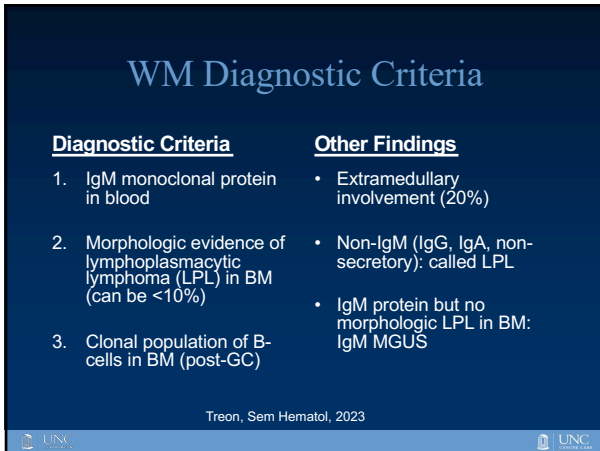 WM Diagnostic Criteria
Diagnostic Criteria
1. IgM monoclonal protein
in blood
2. Morphologic evidence of
lymphoplasmacytic
lymphoma (LPL) in BM
(can be <10%)
3. Clonal population of B-
cells in BM (post-GC)
Other Findings
• Extramedullary
involvement (20%)
• Non-IgM (IgG, IgA, non-
secretory): called LPL
• IgM protein but no
morphologic LPL in BM:
IgM MGUS
Treon, Sem Hematol, 2023
UNC
UNC
CANCER CARE